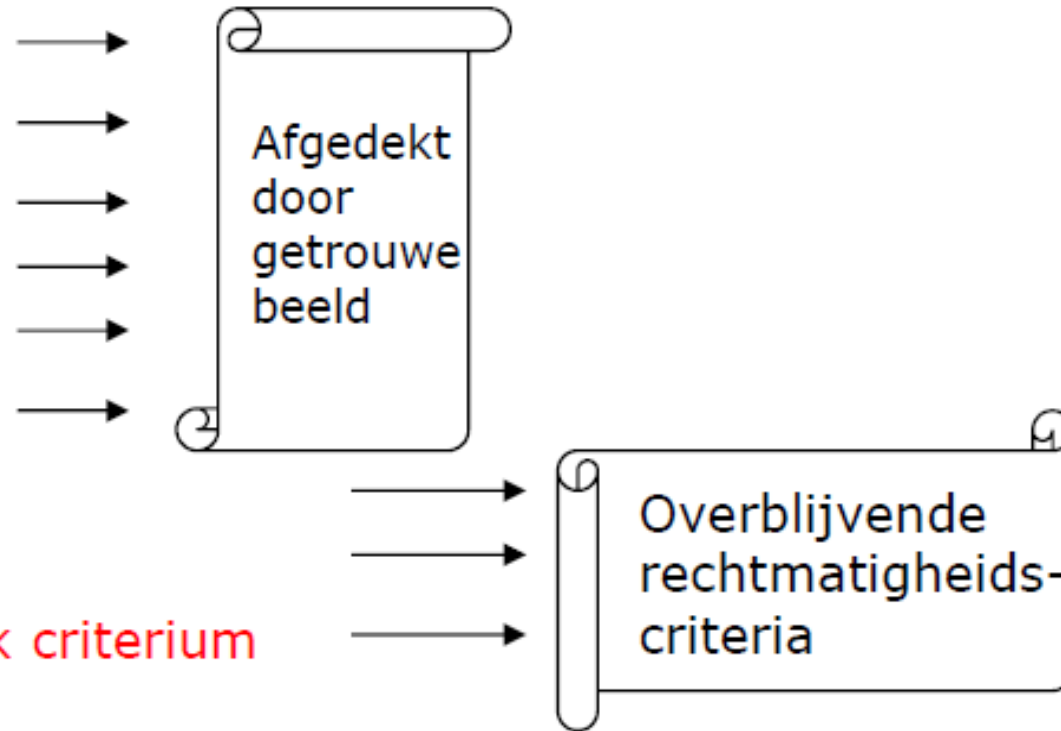 Afgedekt
door
getrouwe
beeld
Overblijvende
rechtmatigheids-
criteria
criterium